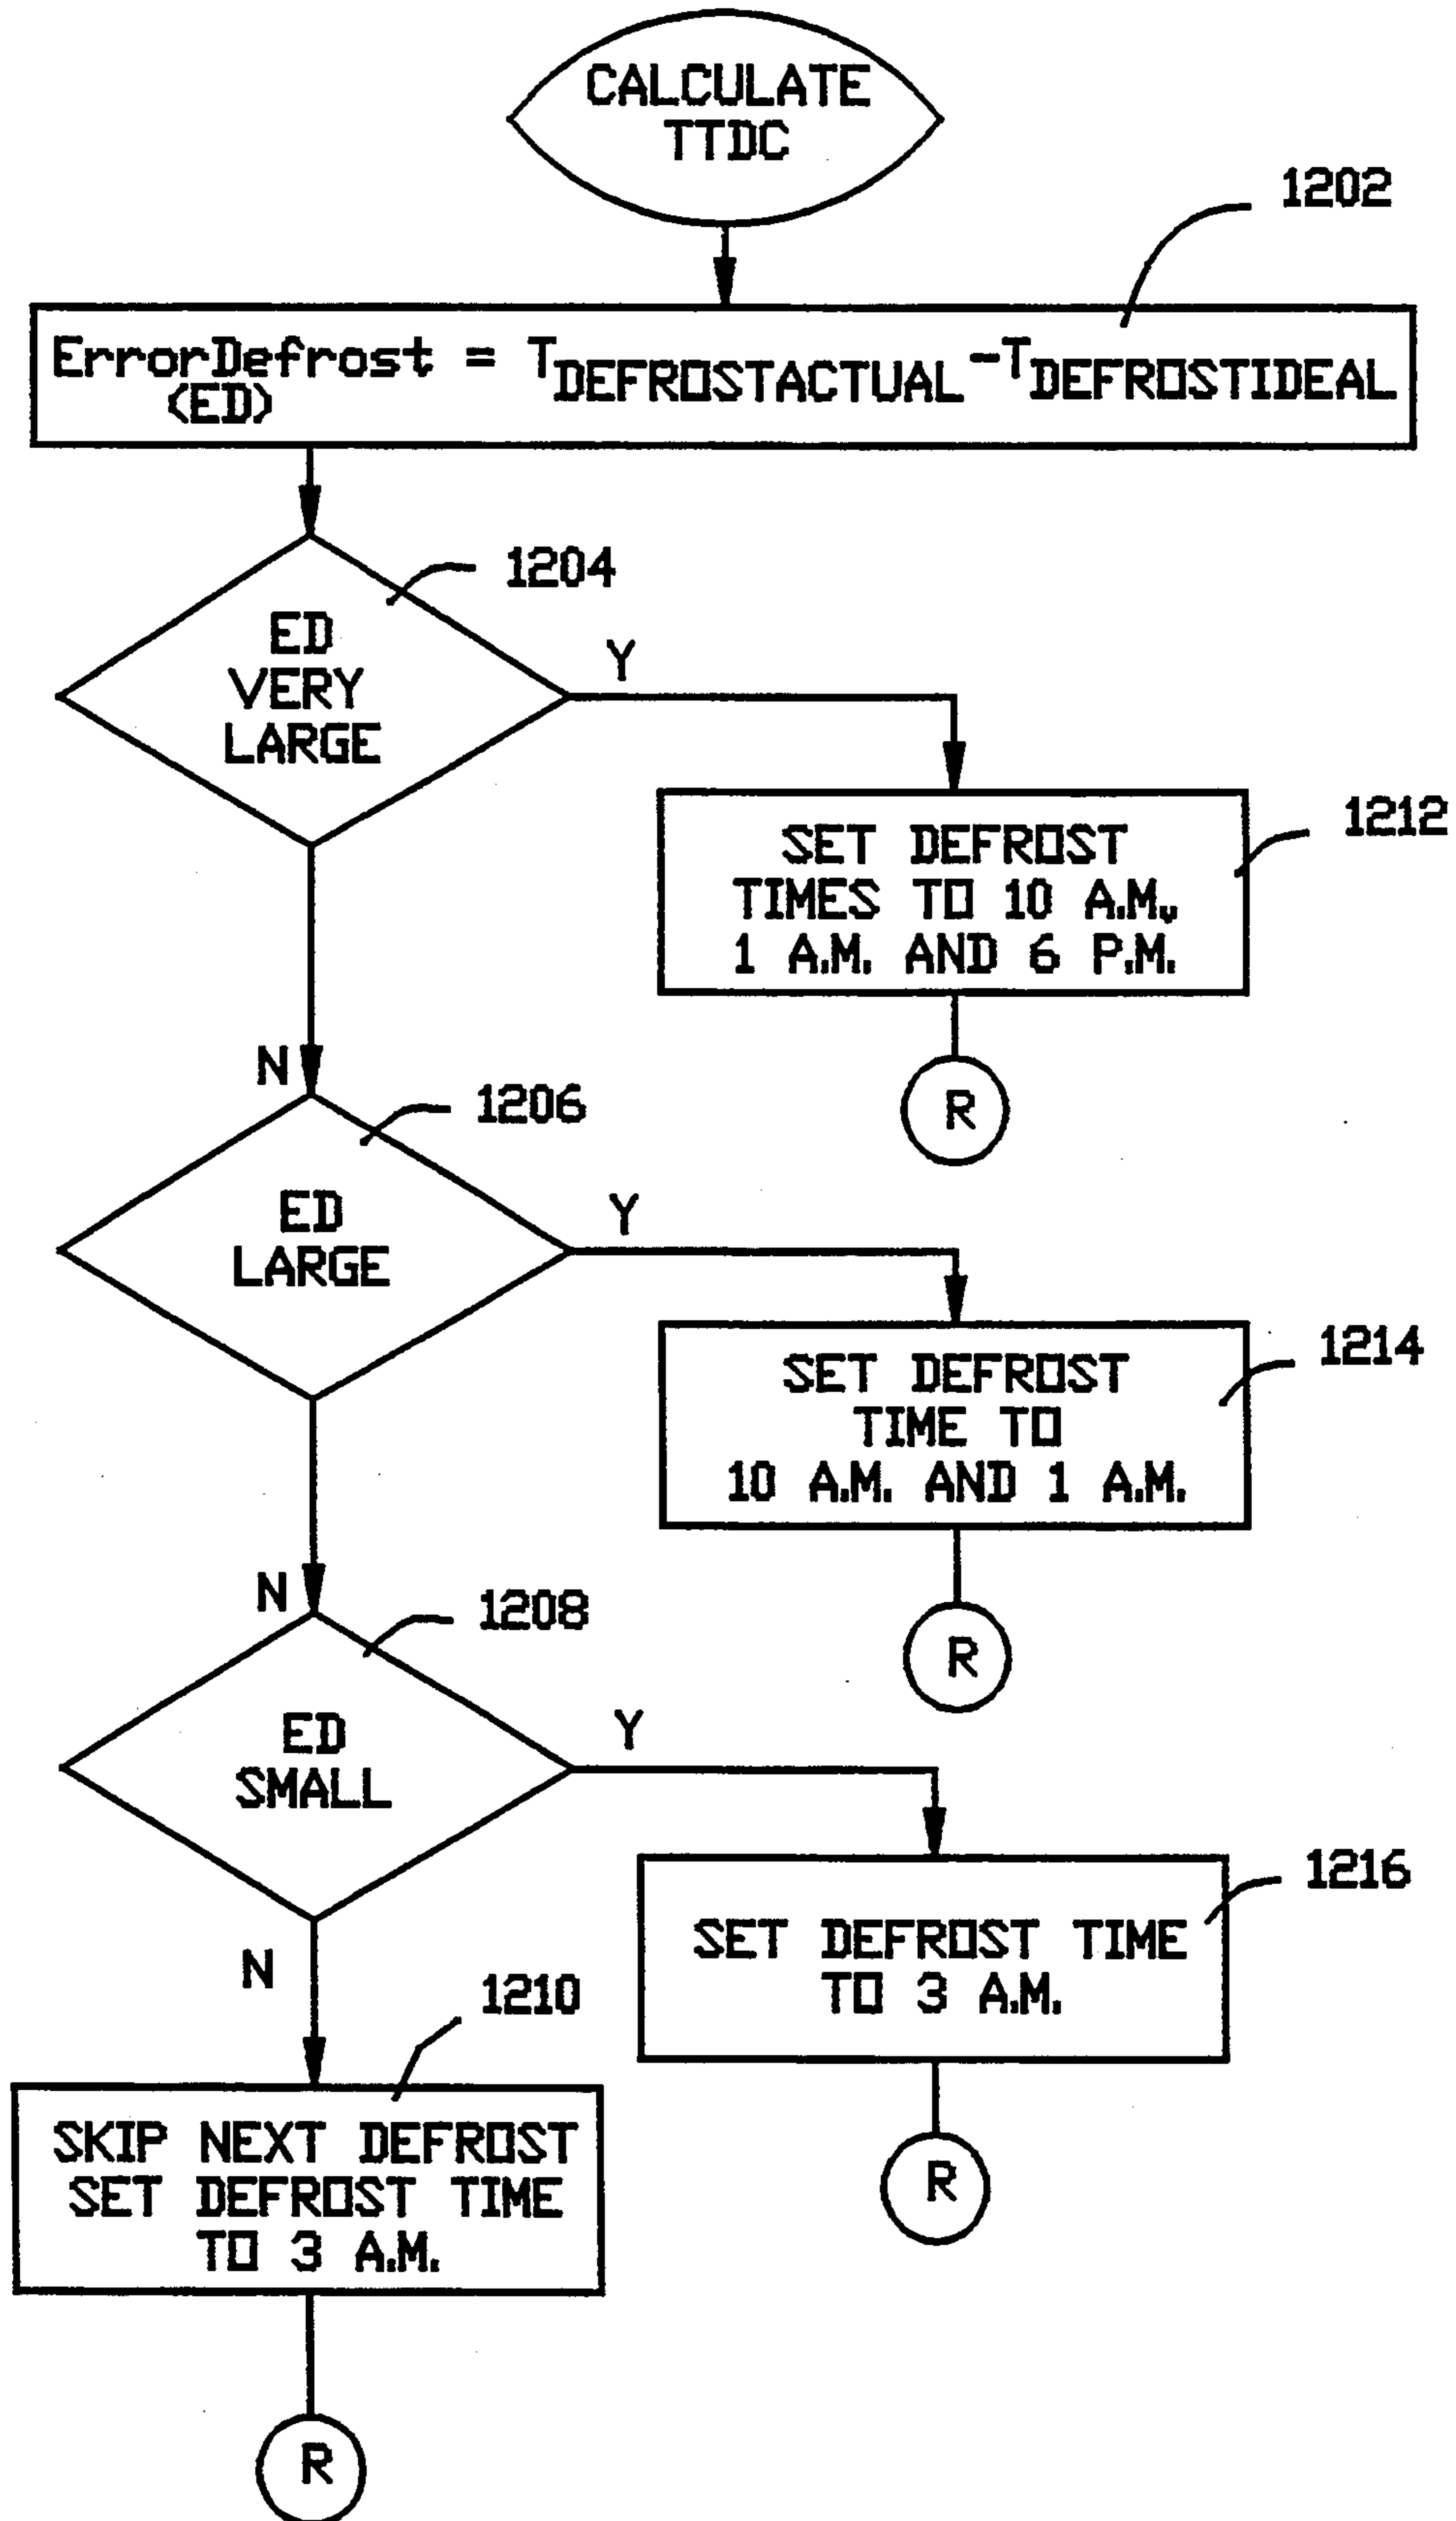 CALCULATE
TTDC
1202
ErrorDefrost = TDEFROSTACTUAL-TDEFROSTIDEAL
(ED)
1204
ED
VERY
LARGE
Y
1212
SET DEFROST
TIMES TO 10 A.M.,
1 A.M. AND 6 P.M.
R
N
1206
ED
LARGE
Y
1214
SET DEFROST
TIME TO
10 A.M. AND 1 A.M.
R
N
1208
ED
SMALL
Y
1216
SET DEFROST TIME
TO 3 A.M.
R
N
1210
SKIP NEXT DEFROST
SET DEFROST TIME
TO 3 A.M.
R